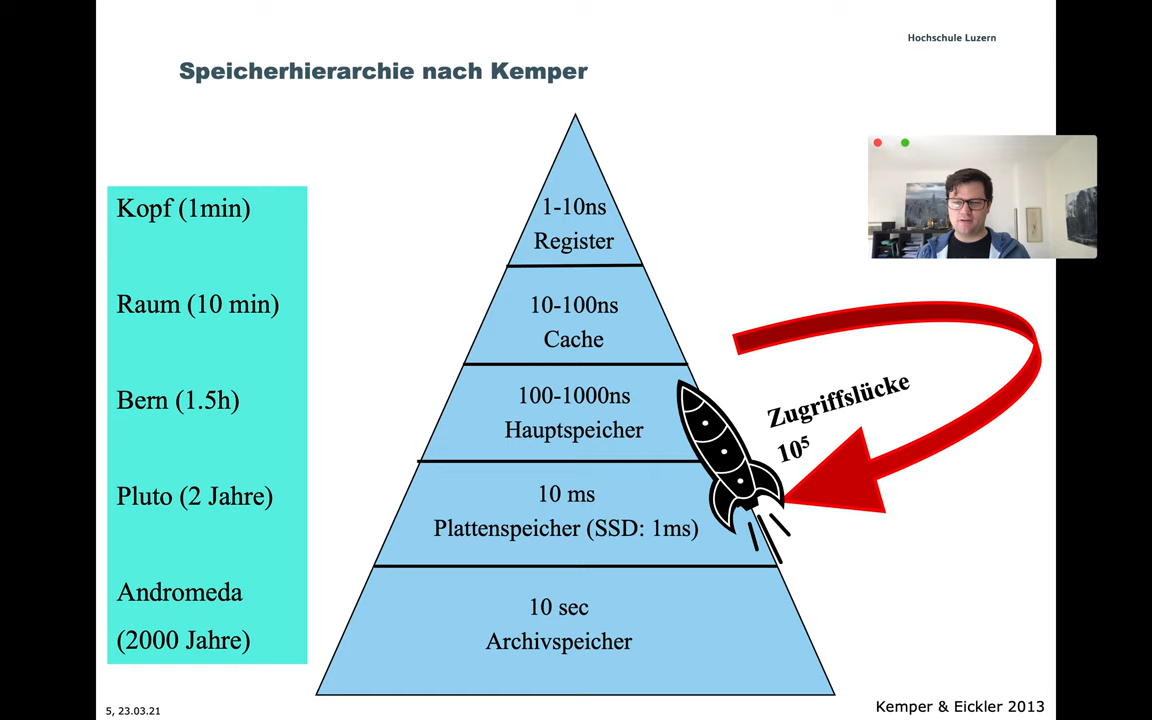 Hochschule Luzern
Speicherhierarchie nach Kemper
Kopf (1min)
Raum (10 min)
Bern (1.5h)
Pluto (2 Jahre)
Andromeda
(2000 Jahre)
1-10ns
Register
10-100ns
Cache
100-1000ns
Hauptspeicher
10 ms
Plattenspeicher (SSD: 1ms)
10 sec
Archivspeicher
Zugriffslücke
10⁵
5, 23.03.21
Kemper & Eickler 2013